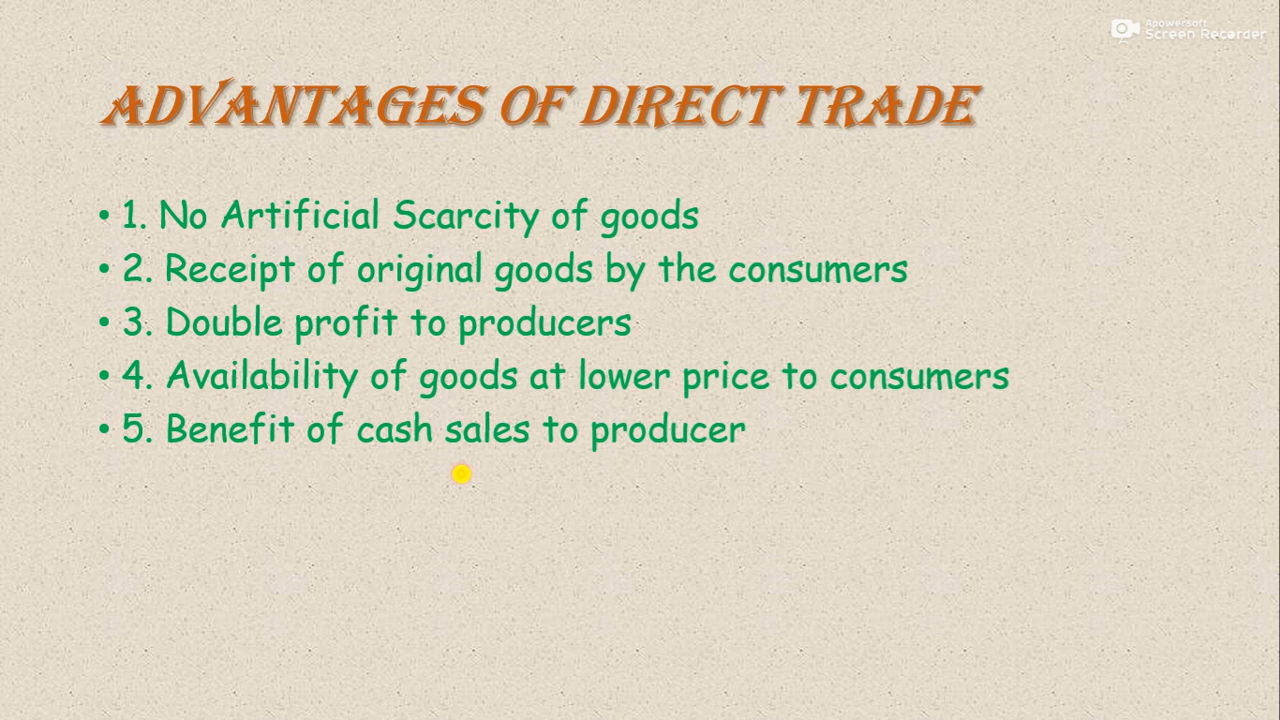 Apowersoft
Screen Recorder
ADVANTAGES OF DIRECT TRADE
• 1. No Artificial Scarcity of goods
• 2. Receipt of original goods by the consumers
• 3. Double profit to producers
• 4. Availability of goods at lower price to consumers
• 5. Benefit of cash sales to producer